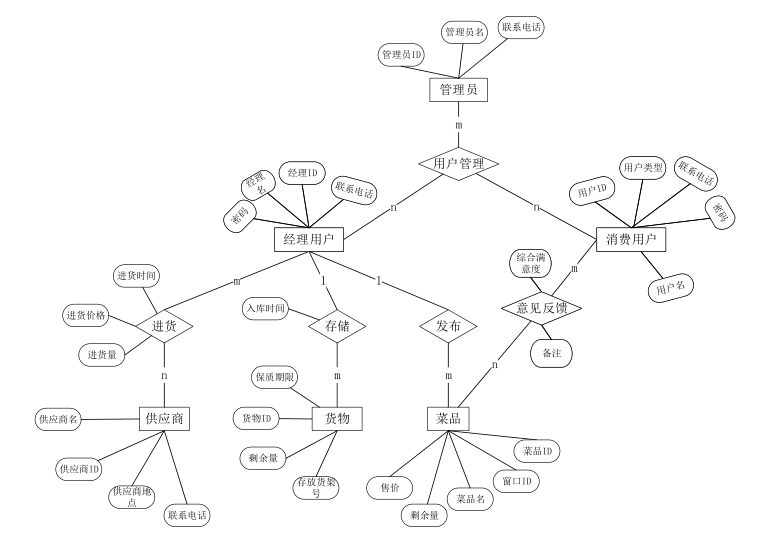 联系电话
管理员名
管理员ID
管理员
m
用户管理
用户类型
联系电话
经理ID
经理
名
联系电话
用户ID
密码
密码
n
n
经理用户
消费用户
综合满
意度
进货时间
m
1
1
m
用户名
入库时间
意见反馈
进货价格
进货
存储
发布
进货量
备注
n
m
m
n
保质期限
供应商名
供应商
货物ID
货物
菜品
菜品ID
剩余量
供应商ID
窗口ID
售价
存放货架
号
供应商地
点
菜品名
联系电话
剩余量